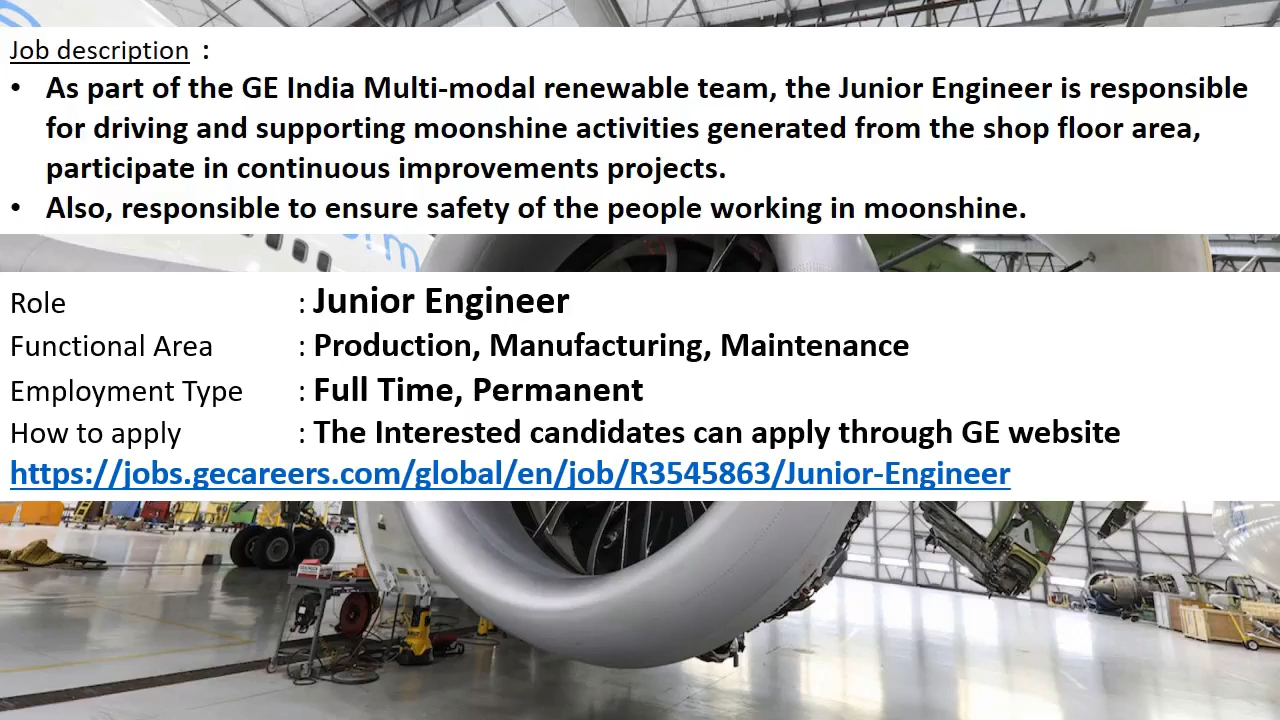 Job description :
• As part of the GE India Multi-modal renewable team, the Junior Engineer is responsible
for driving and supporting moonshine activities generated from the shop floor area,
participate in continuous improvements projects.
• Also, responsible to ensure safety of the people working in moonshine.
Role : Junior Engineer
Functional Area : Production, Manufacturing, Maintenance
Employment Type : Full Time, Permanent
How to apply : The Interested candidates can apply through GE website
https://jobs.gecareers.com/global/en/job/R3545863/Junior-Engineer